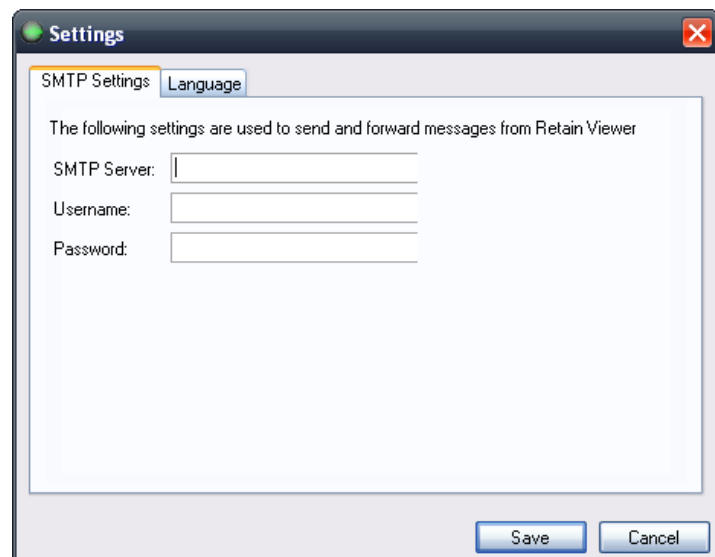 Settings
SMTP Settings
Language
The following settings are used to send and forward messages from Retain Viewer
SMTP Server:
Username:
Password:
Save
Cancel